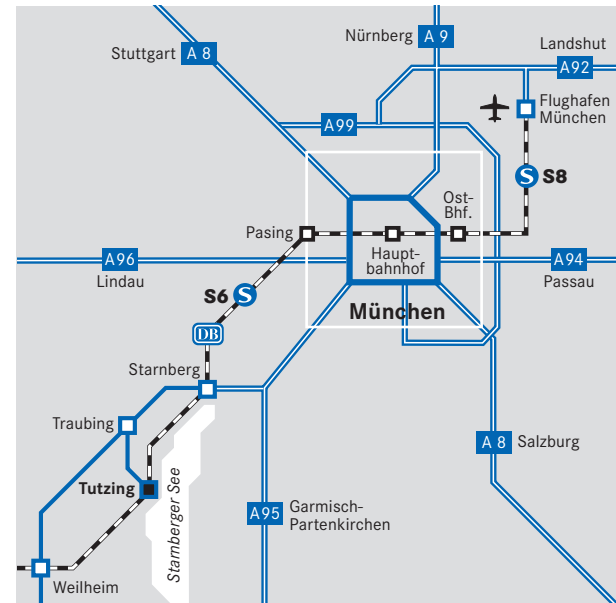 Nürnberg
A 9
Stuttgart
A 8
Landshut
A92
Flughafen
München
A99
S
S8
Ost-
Bhf.
Pasing
Haupt-
bahnhof
A96
Lindau
A94
Passau
S6
S
München
DB
Starnberg
Traubing
A 8
Salzburg
Tutzing
Starnberger See
A95
Garmisch-
Partenkirchen
Weilheim